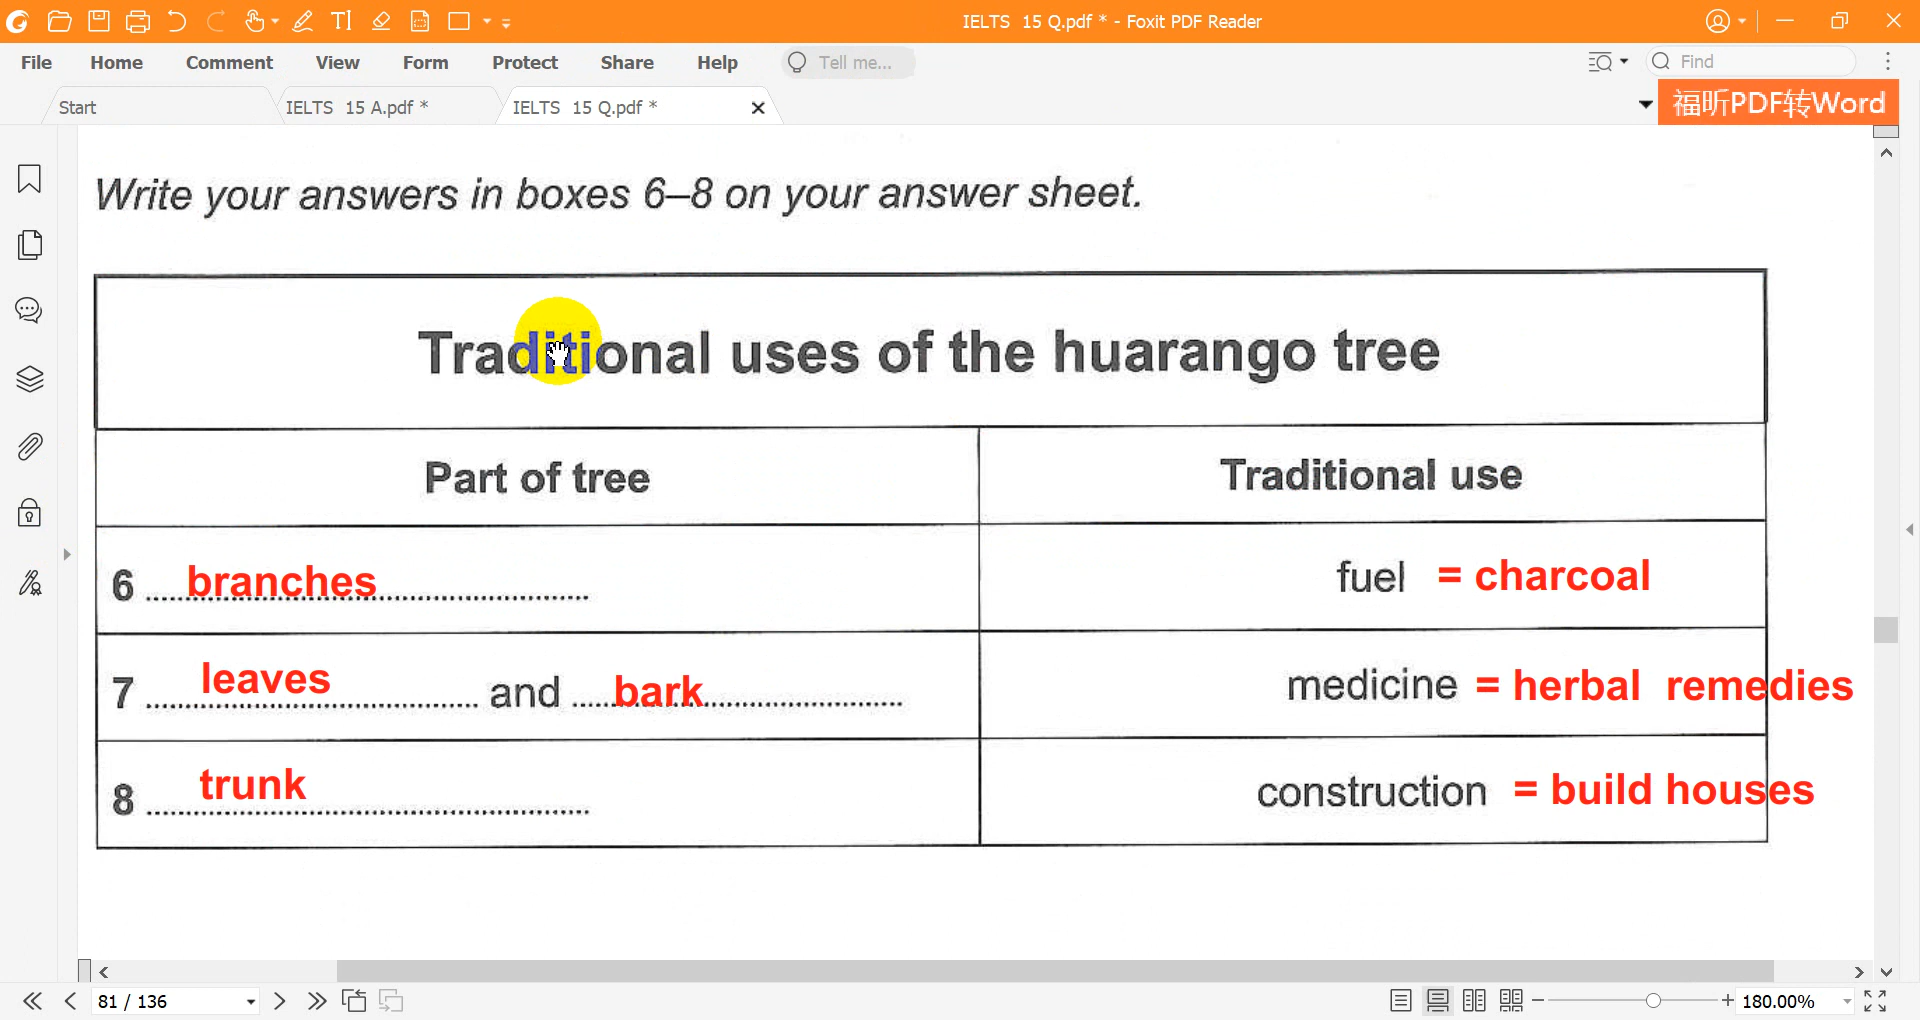 IELTS 15 Q.pdf * - Foxit PDF Reader
File Home Comment View Form Protect Share Help Tell me... Find
Start IELTS 15 A.pdf * IELTS 15 Q.pdf * 福昕PDF转Word
Write your answers in boxes 6–8 on your answer sheet.
Traditional uses of the huarango tree
Part of tree Traditional use
6 branches fuel = charcoal
7 leaves and bark medicine = herbal remedies
8 trunk construction = build houses
81 / 136 180.00%